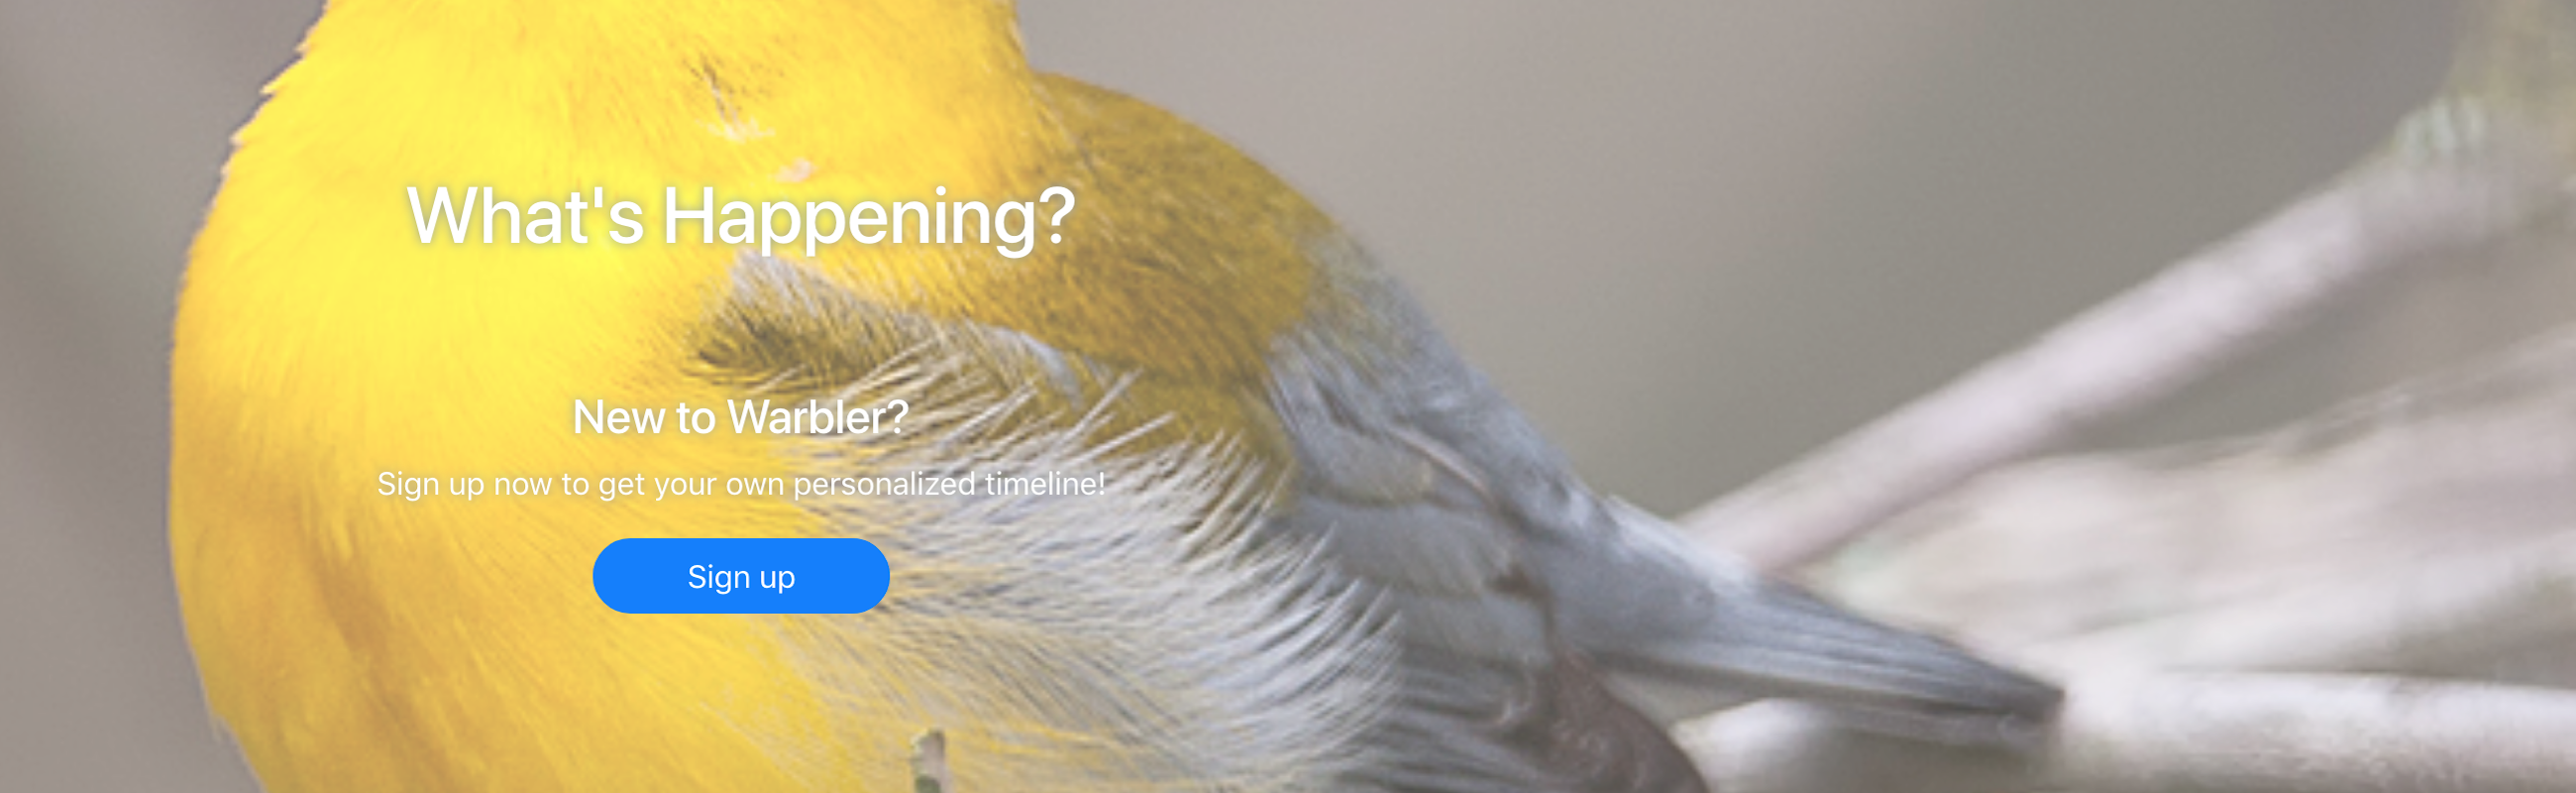 What's Happening?
New to Warbler?
Sign up now to get your own personalized timeline!
Sign up